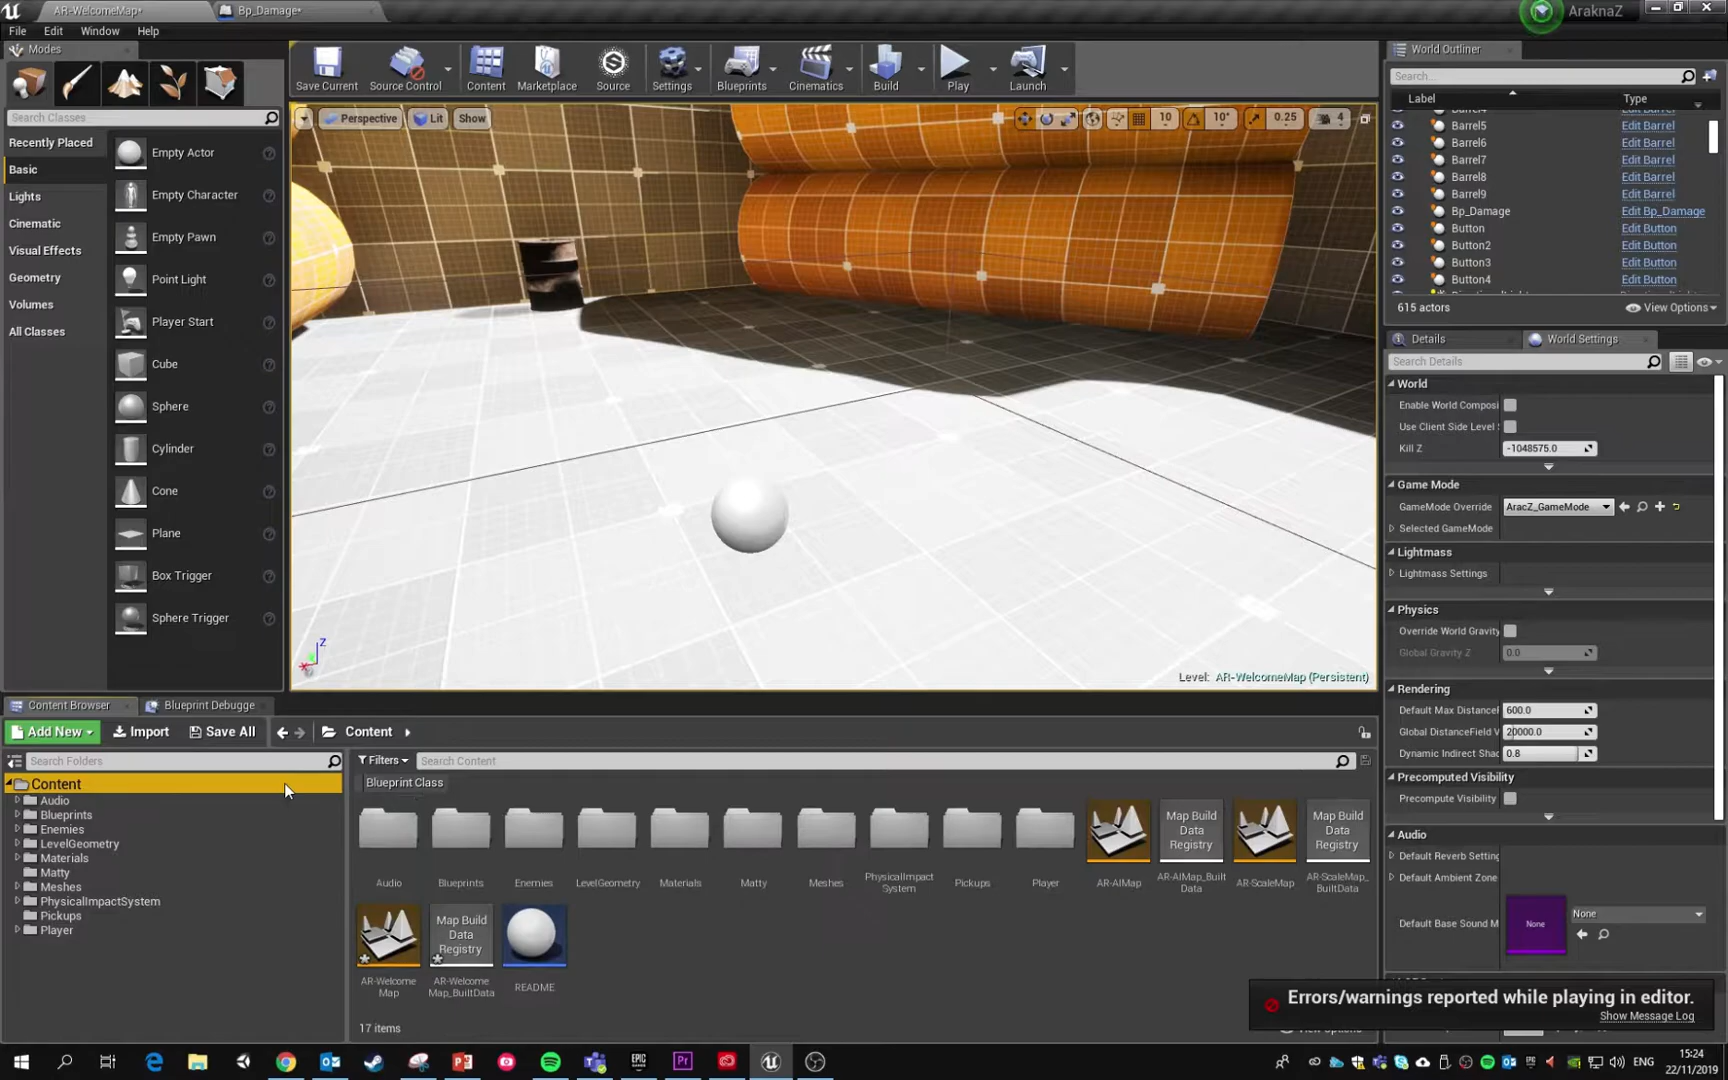 AR-WelcomeMap*
Bp_Damage*
AraknaZ
File Edit Window Help
Modes
Search Classes
Recently Placed
Basic
Lights
Cinematic
Visual Effects
Geometry
Volumes
All Classes
Empty Actor
Empty Character
Empty Pawn
Point Light
Player Start
Cube
Sphere
Cylinder
Cone
Plane
Box Trigger
Sphere Trigger
Save Current
Source Control
Content
Marketplace
Source
Settings
Blueprints
Cinematics
Build
Play
Launch
Perspective
Lit
Show
10
10°
0.25
4
Z
Level: AR-WelcomeMap (Persistent)
World Outliner
Search...
Label Type
Barrel5 Edit Barrel
Barrel6 Edit Barrel
Barrel7 Edit Barrel
Barrel8 Edit Barrel
Barrel9 Edit Barrel
Bp_Damage Edit Bp_Damage
Button Edit Button
Button2 Edit Button
Button3 Edit Button
Button4 Edit Button
615 actors View Options
Details
World Settings
Search Details
World
Enable World Composi
Use Client Side Level
Kill Z -1048575.0
Game Mode
GameMode Override AracZ_GameMode
Selected GameMode
Lightmass
Lightmass Settings
Physics
Override World Gravity
Global Gravity Z 0.0
Rendering
Default Max DistanceF 600.0
Global DistanceField V 20000.0
Dynamic Indirect Shac 0.8
Precomputed Visibility
Precompute Visibility
Audio
Default Reverb Setting
Default Ambient Zone
Default Base Sound M None None
Errors/warnings reported while playing in editor.
Show Message Log
Content Browser
Blueprint Debugge
Add New Import Save All Content
Search Folders
Content
Audio
Blueprints
Enemies
LevelGeometry
Materials
Matty
Meshes
PhysicalImpactSystem
Pickups
Player
Filters Search Content
Blueprint Class
Audio
Blueprints
Enemies
LevelGeometry
Materials
Matty
Meshes
PhysicalImpact
System
Pickups
Player
AR-AIMap
Map Build
Data
Registry
AR-AIMap_Built
Data
AR-ScaleMap
Map Build
Data
Registry
AR-ScaleMap_
BuiltData
AR-Welcome
Map
Map Build
Data
Registry
AR-Welcome
Map_BuiltData
README
17 items
ENG
15:24
22/11/2019